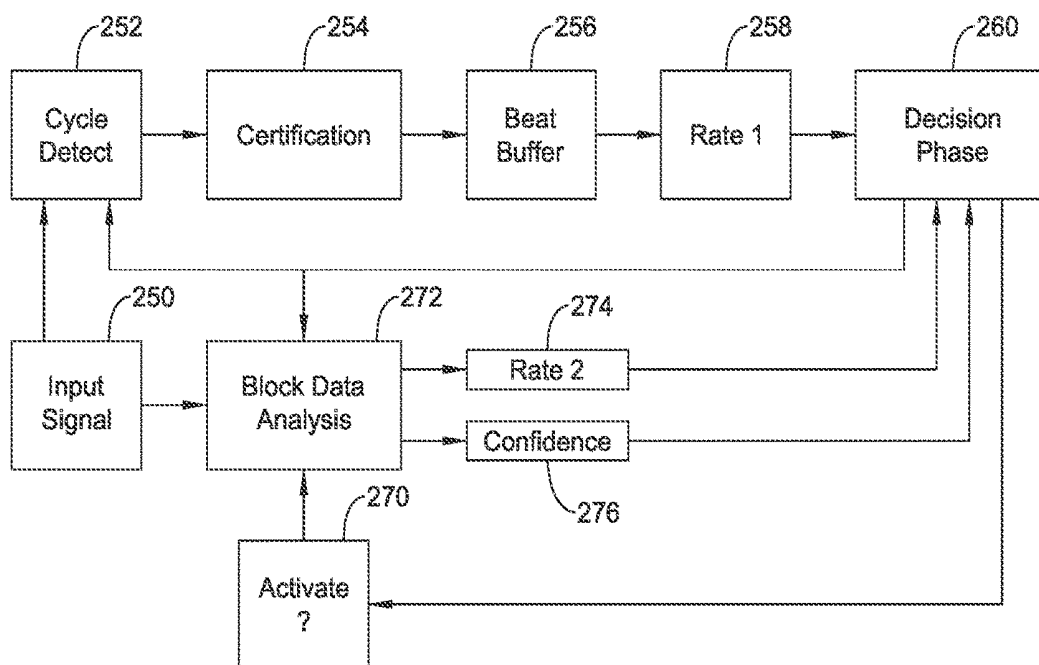 252
254
256
258
260
Cycle
Detect
Certification
Beat
Buffer
Rate 1
Decision
Phase
250
272
274
Input
Signal
Block Data
Analysis
Rate 2
Confidence
270
276
Activate
?